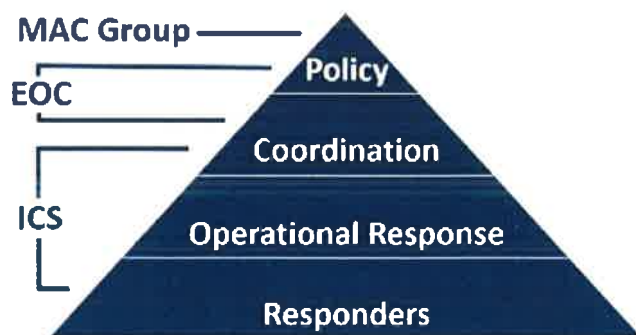 MAC Group
Policy
EOC
Coordination
ICS
Operational Response
Responders